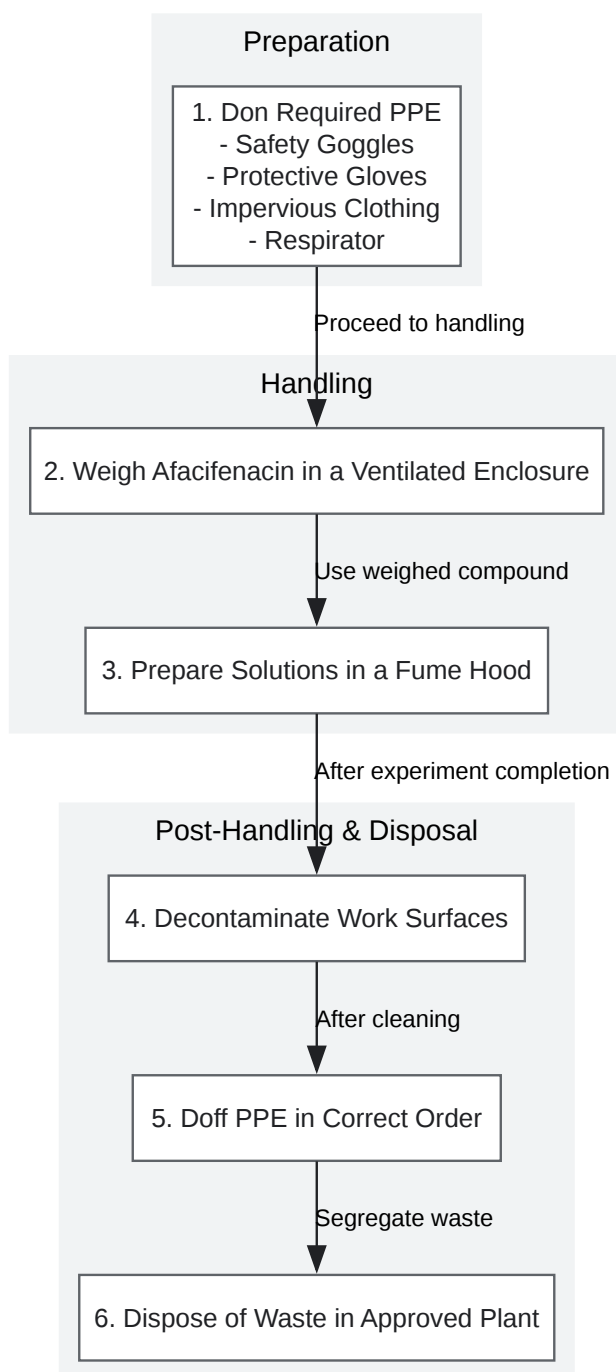 Preparation
1. Don Required PPE
- Safety Goggles
- Protective Gloves
- Impervious Clothing
- Respirator
Proceed to handling
Handling
2. Weigh Afacifenacin in a Ventilated Enclosure
Use weighed compound
3. Prepare Solutions in a Fume Hood
After experiment completion
Post-Handling & Disposal
4. Decontaminate Work Surfaces
After cleaning
5. Doff PPE in Correct Order
Segregate waste
6. Dispose of Waste in Approved Plant